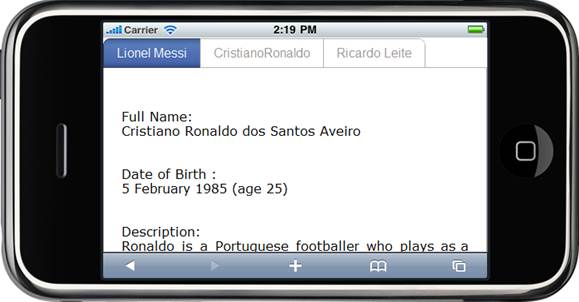 Carrier 2:19 PM
Lionel Messi CristianoRonaldo Ricardo Leite
Full Name:
Cristiano Ronaldo dos Santos Aveiro
Date of Birth :
5 February 1985 (age 25)
Description:
Ronaldo is a Portuguese footballer who plays as a